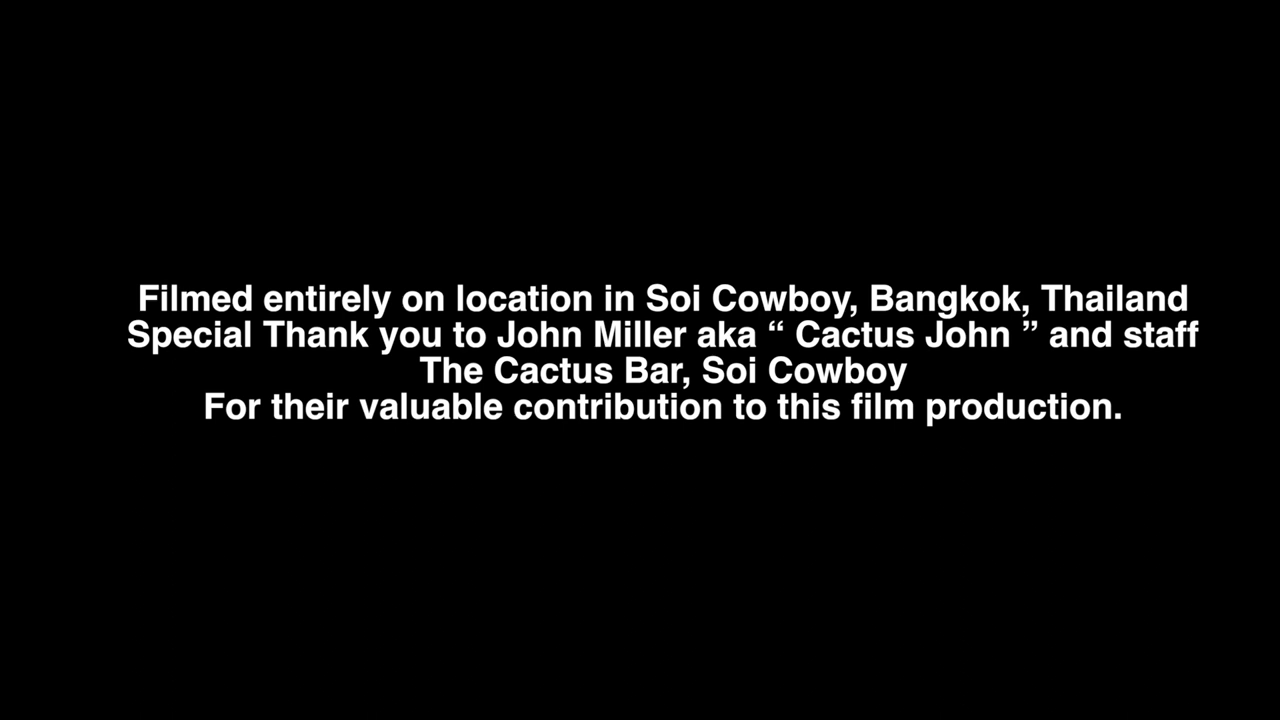 Filmed entirely on location in Soi Cowboy, Bangkok, Thailand
Special Thank you to John Miller aka “ Cactus John ” and staff
The Cactus Bar, Soi Cowboy
For their valuable contribution to this film production.